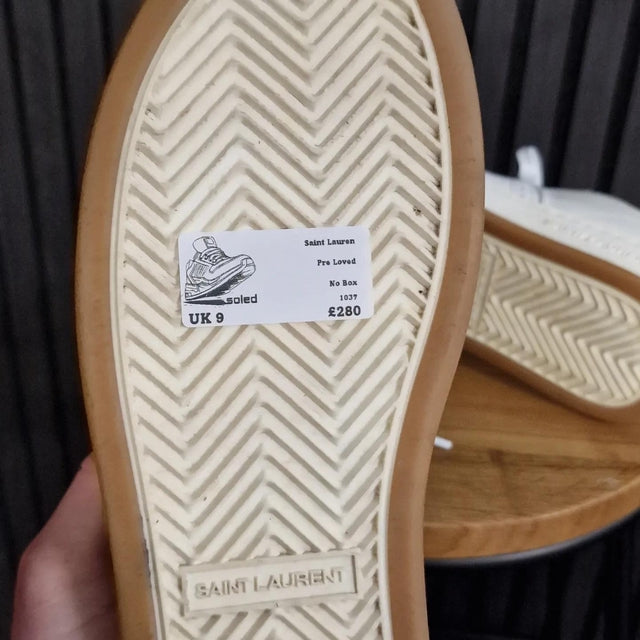 Saint Lauren
Pre Loved
No Box
soled
1037
UK 9
£280
SAINT LAURENT